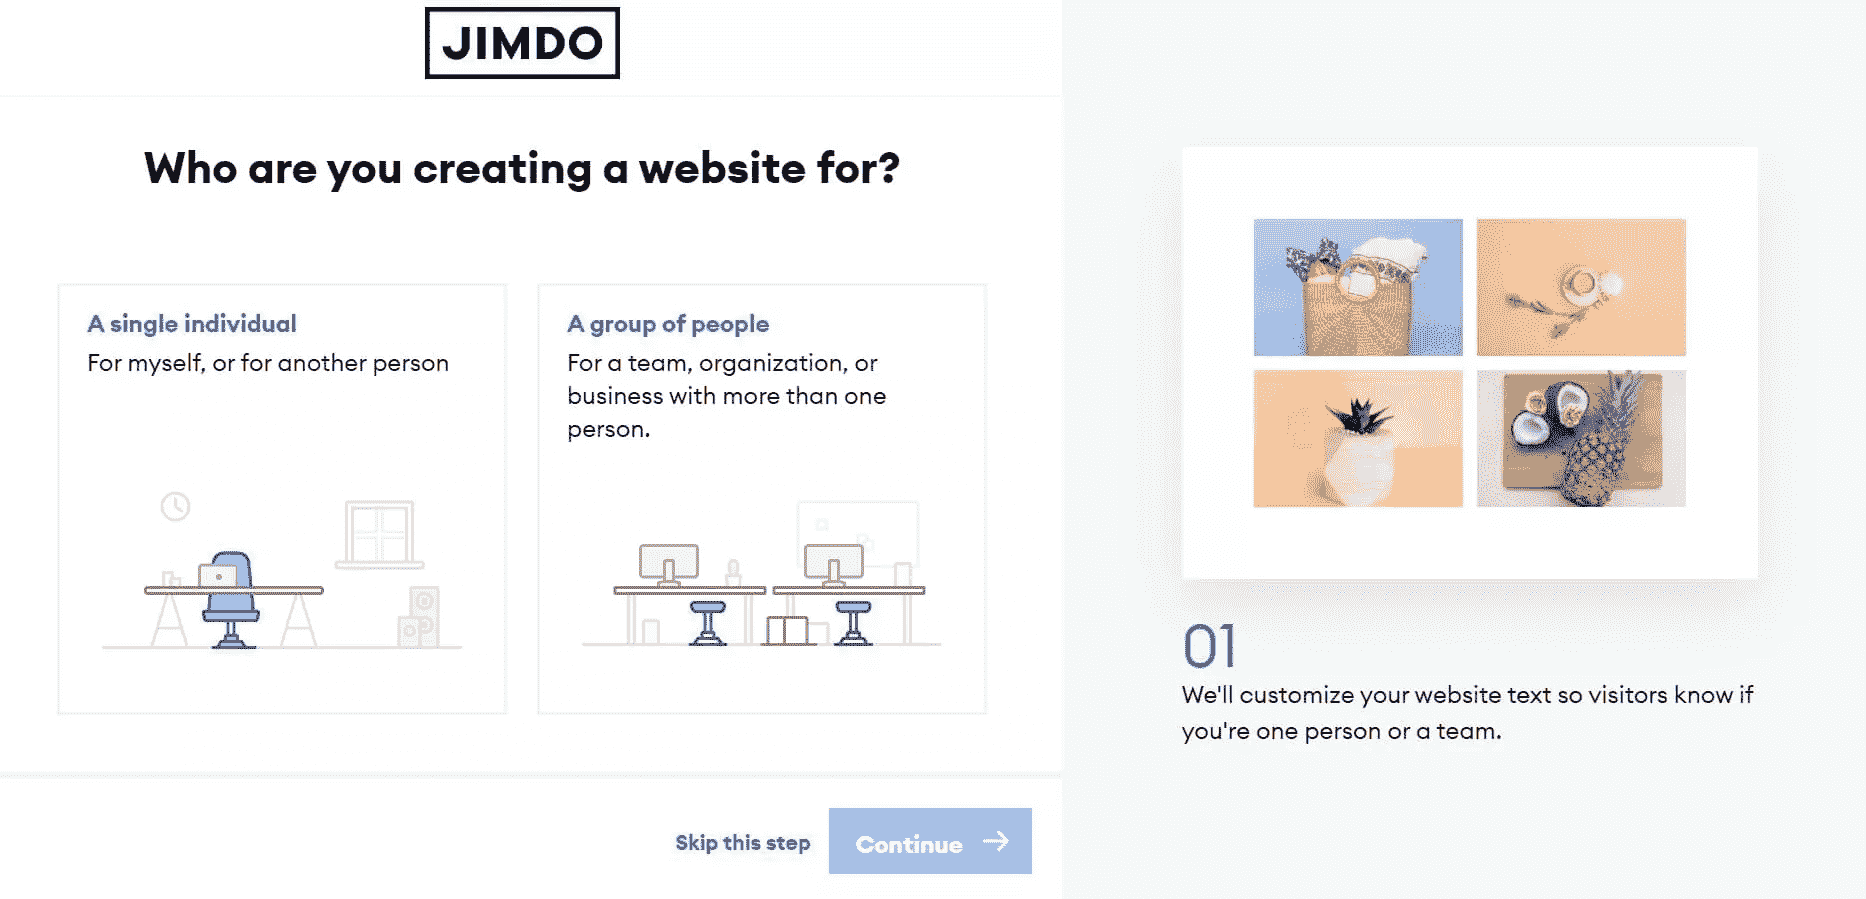 JIMDO
Who are you creating a website for?
A single individual
For myself, or for another person
A group of people
For a team, organization, or
business with more than one
person.
Skip this step
Continue
01
We'll customize your website text so visitors know if
you're one person or a team.